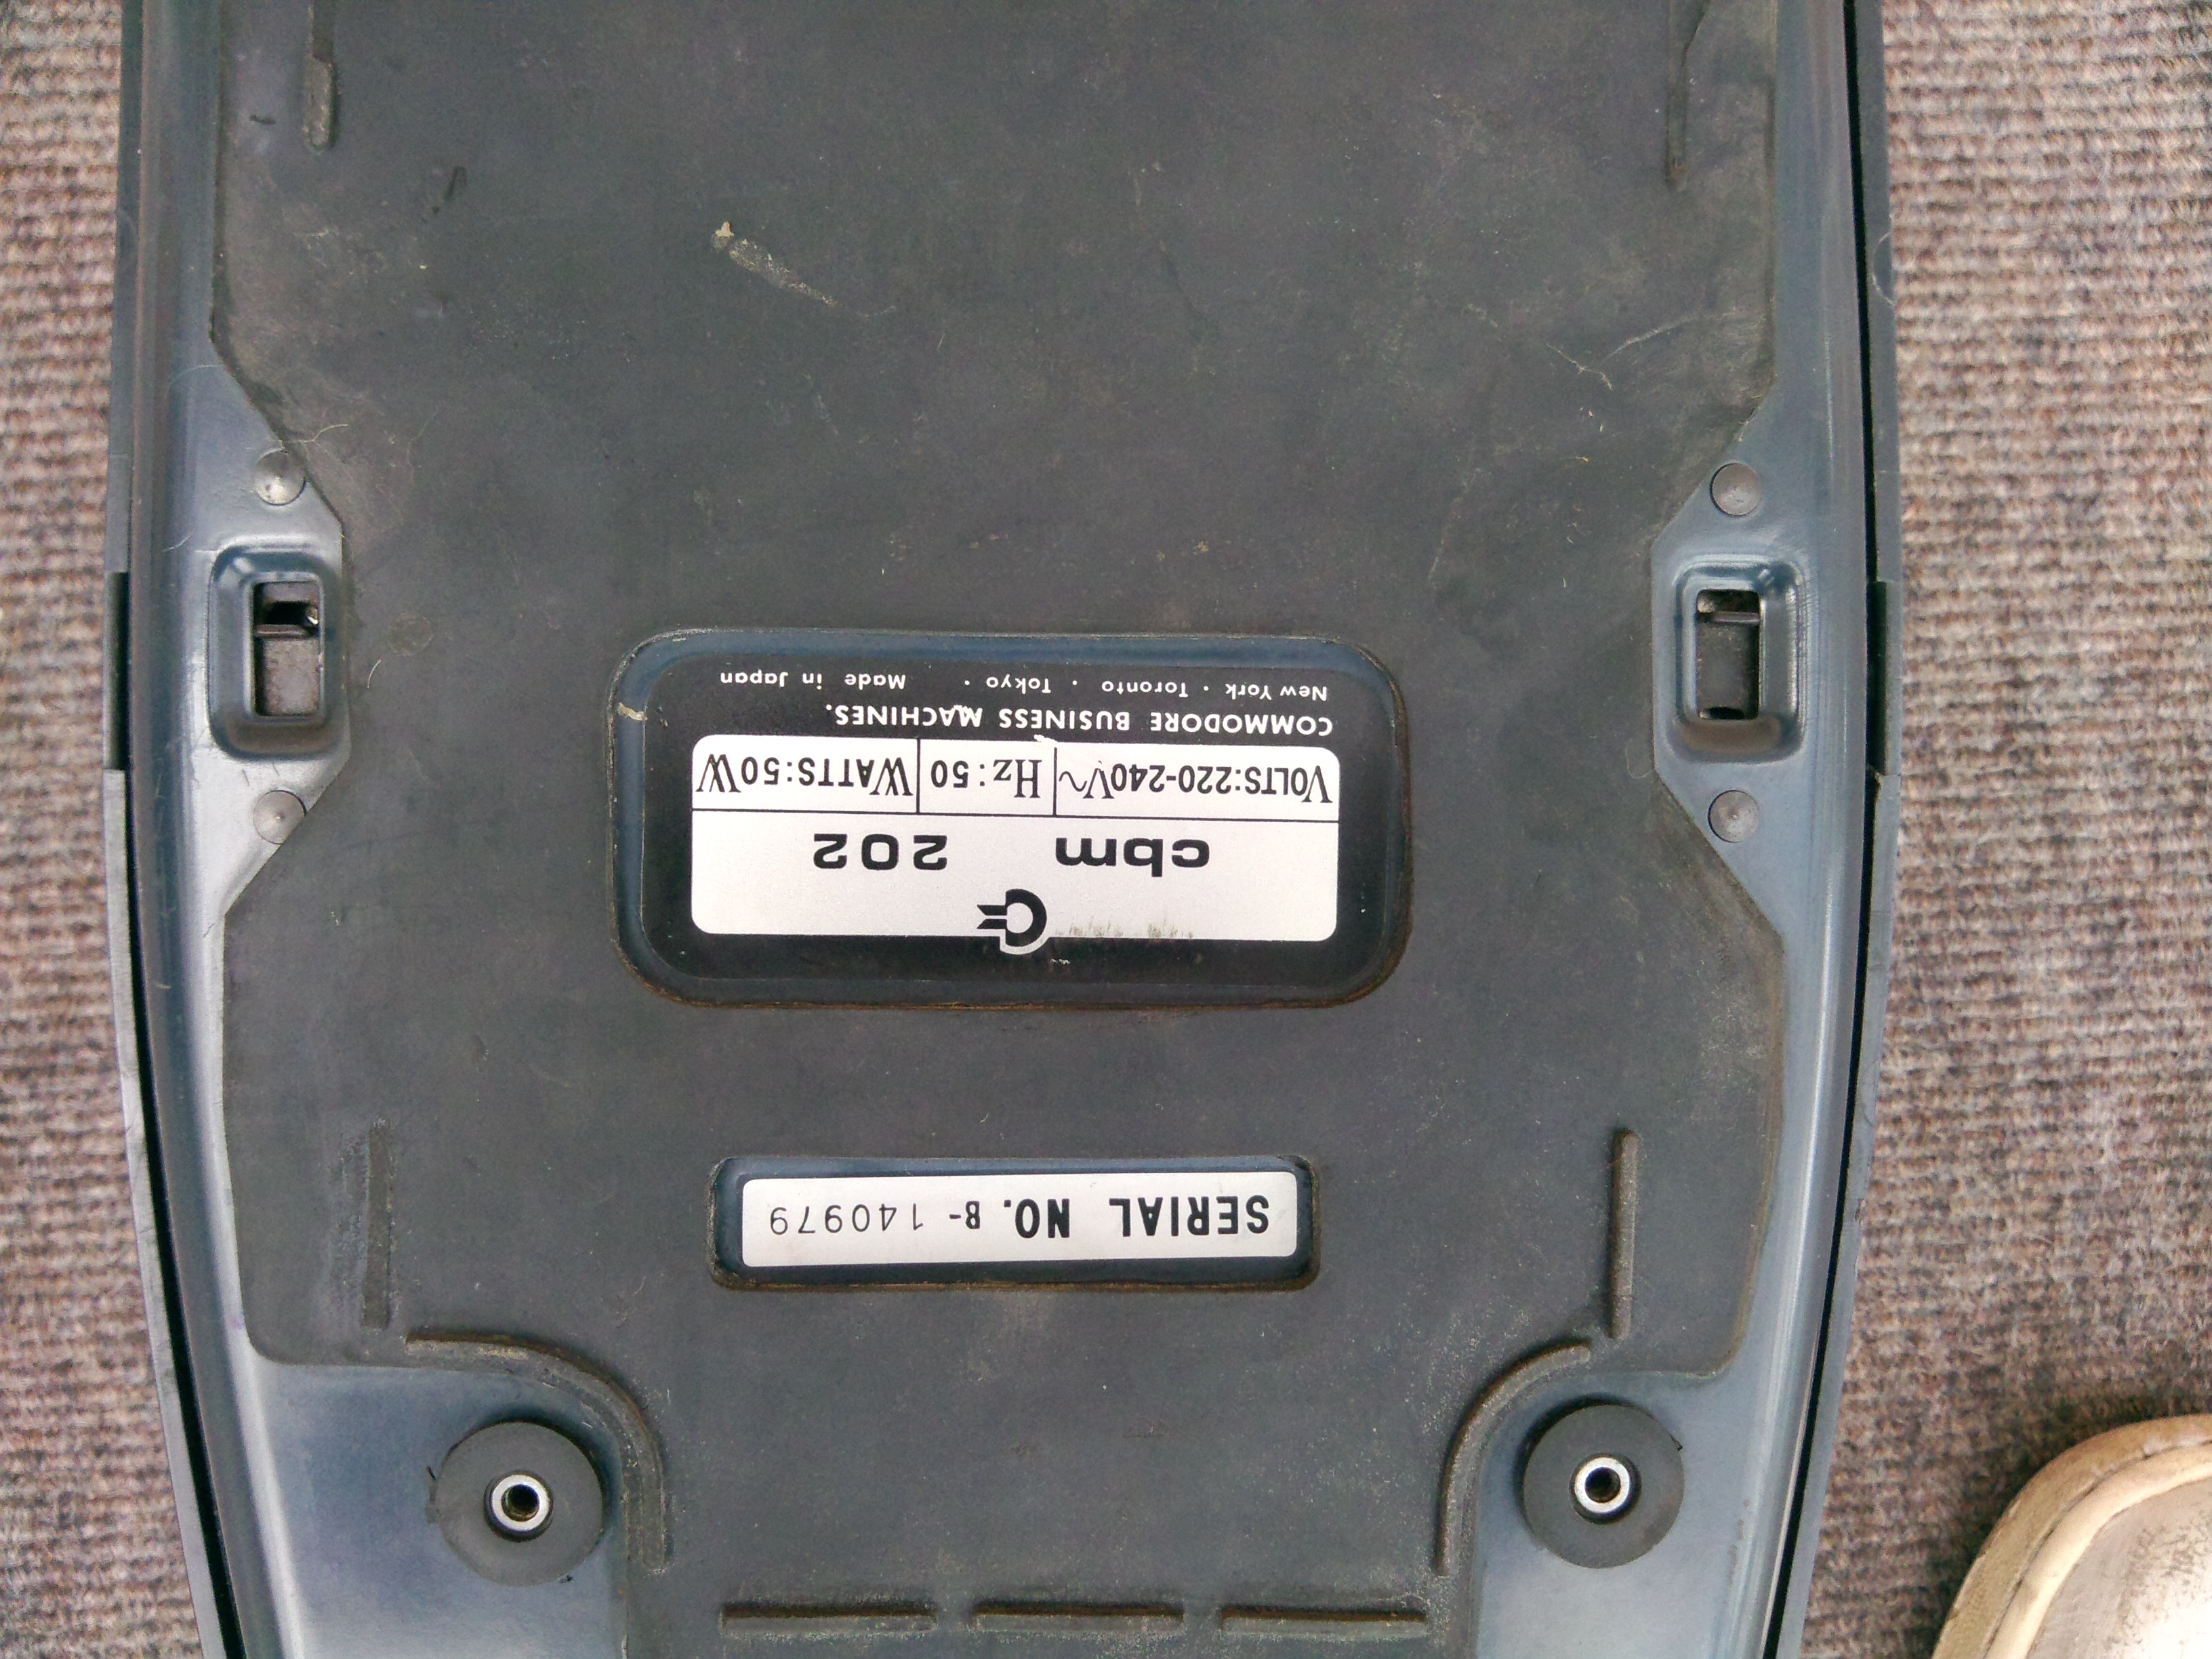 SERIAL NO. B- 140979
cbm 202
VOLTS:220-240V~ Hz:50 WATTS:50W
COMMODORE BUSINESS MACHINES.
New York · Toronto · Tokyo · Made in Japan